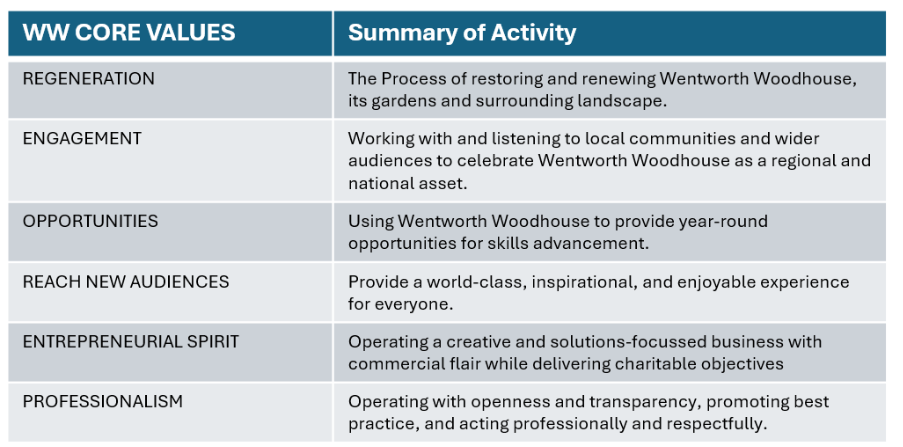 WW CORE VALUES
Summary of Activity
REGENERATION
The Process of restoring and renewing Wentworth Woodhouse,
its gardens and surrounding landscape.
ENGAGEMENT
Working with and listening to local communities and wider
audiences to celebrate Wentworth Woodhouse as a regional and
national asset.
OPPORTUNITIES
Using Wentworth Woodhouse to provide year-round
opportunities for skills advancement.
REACH NEW AUDIENCES
Provide a world-class, inspirational, and enjoyable experience
for everyone.
ENTREPRENEURIAL SPIRIT
Operating a creative and solutions-focussed business with
commercial flair while delivering charitable objectives
PROFESSIONALISM
Operating with openness and transparency, promoting best
practice, and acting professionally and respectfully.